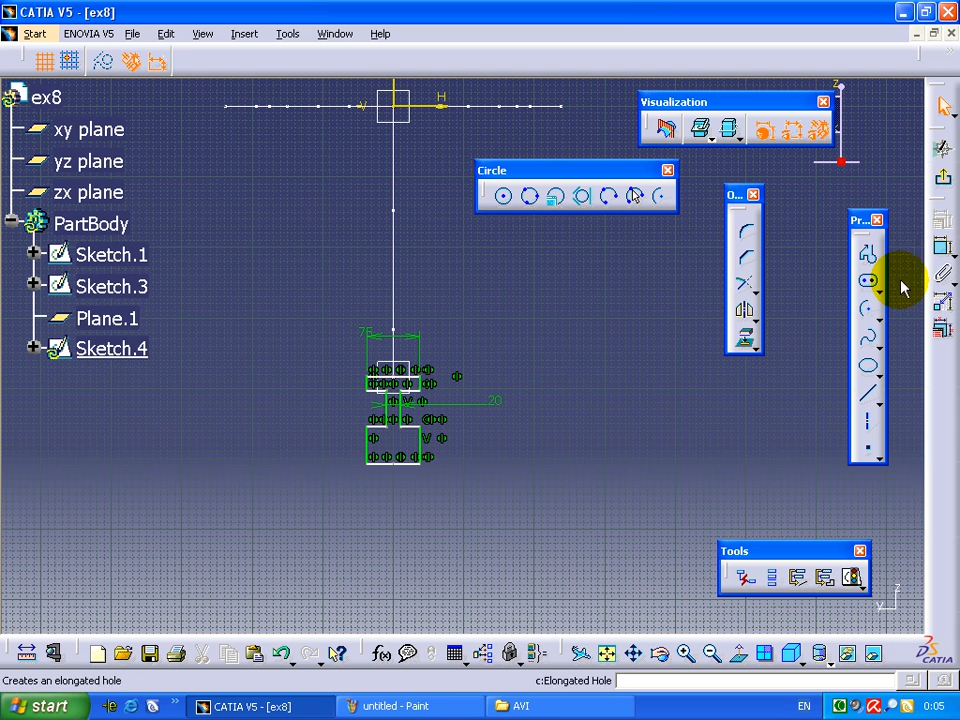 CATIA V5 - [ex8]
Start ENOVIA V5 File Edit View Insert Tools Window Help
ex8
xy plane
yz plane
zx plane
PartBody
Sketch.1
Sketch.3
Plane.1
Sketch.4
V H
z
Visualization
Circle
O...
Pr...
75
20
V
V
Tools
z
y
f(x)
CATIA
Creates an elongated hole c:Elongated Hole
start CATIA V5 - [ex8] untitled - Paint AVI EN 0:05